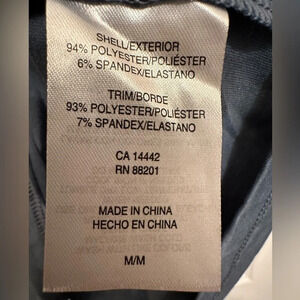 SHELL/EXTERIOR
94% POLYESTER/POLIÉSTER
6% SPANDEX/ELASTANO
TRIM/BORDE
93% POLYESTER/POLIÉSTER
7% SPANDEX/ELASTANO
CA 14442
RN 88201
MADE IN CHINA
HECHO EN CHINA
M/M